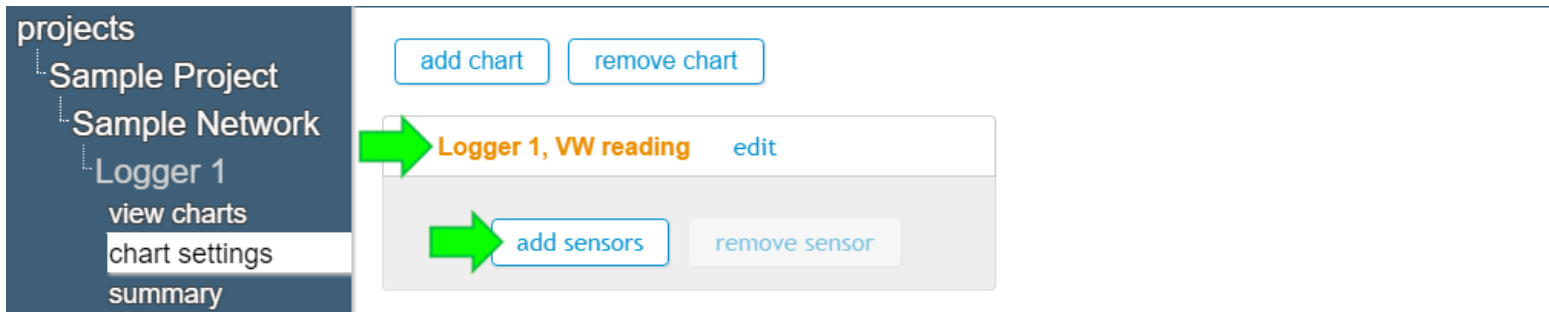 projects
Sample Project
Sample Network
Logger 1
view charts
chart settings
summary
add chart remove chart
Logger 1, VW reading edit
add sensors remove sensor